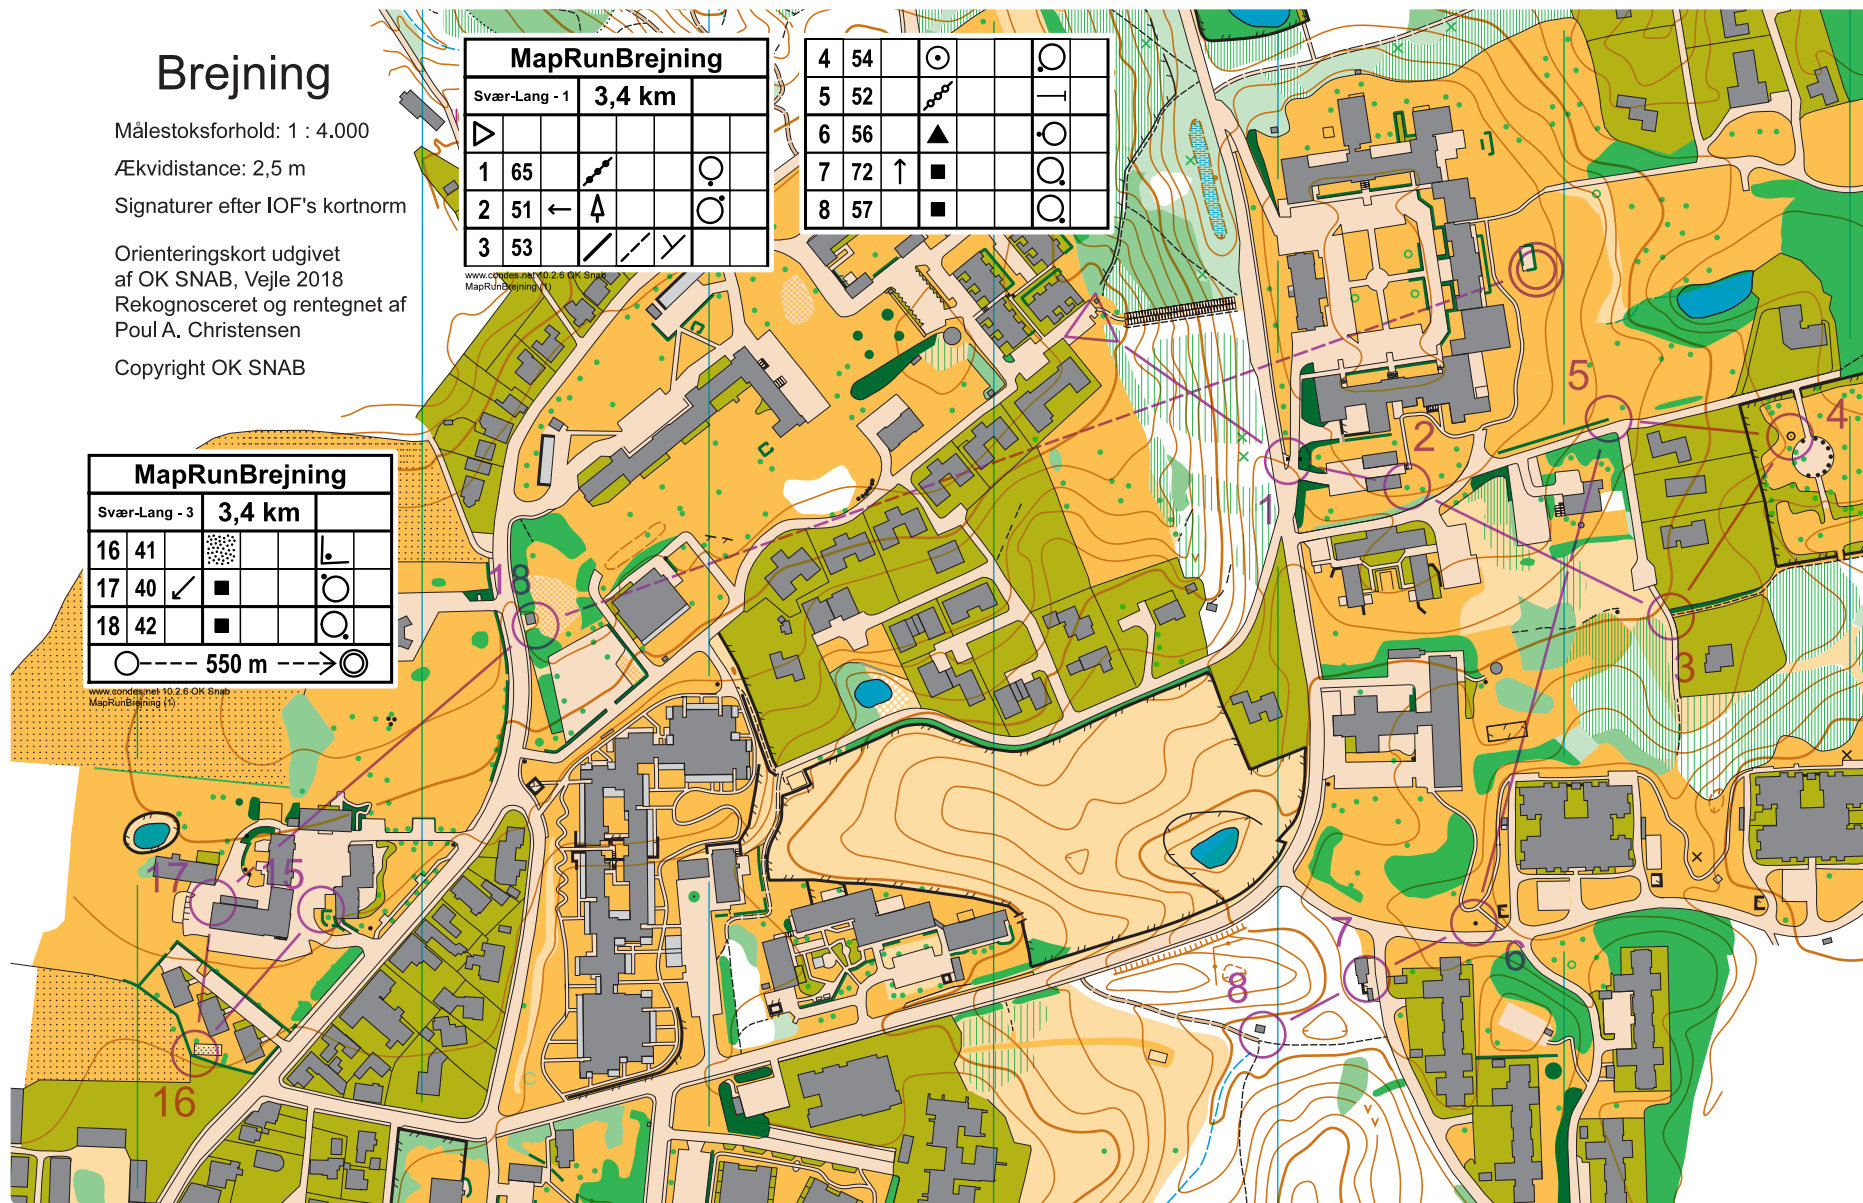 Brejning
Målestoksforhold: 1 : 4.000
Ækvidistance: 2,5 m
Signaturer efter IOF's kortnorm
Orienteringskort udgivet
af OK SNAB, Vejle 2018
Rekognosceret og rentegnet af
Poul A. Christensen
Copyright OK SNAB
MapRunBrejning
Svær-Lang - 1 3,4 km
1 65
2 51
3 53
www.condes.net 10.2.6 OK Snab
MapRunBrejning (1)
4 54
5 52
6 56
7 72
8 57
MapRunBrejning
Svær-Lang - 3 3,4 km
16 41
17 40
18 42
550 m
www.condes.net 10.2.6 OK Snab
MapRunBrejning (1)
5
4
2
1
3
18
17
15
16
7
6
8